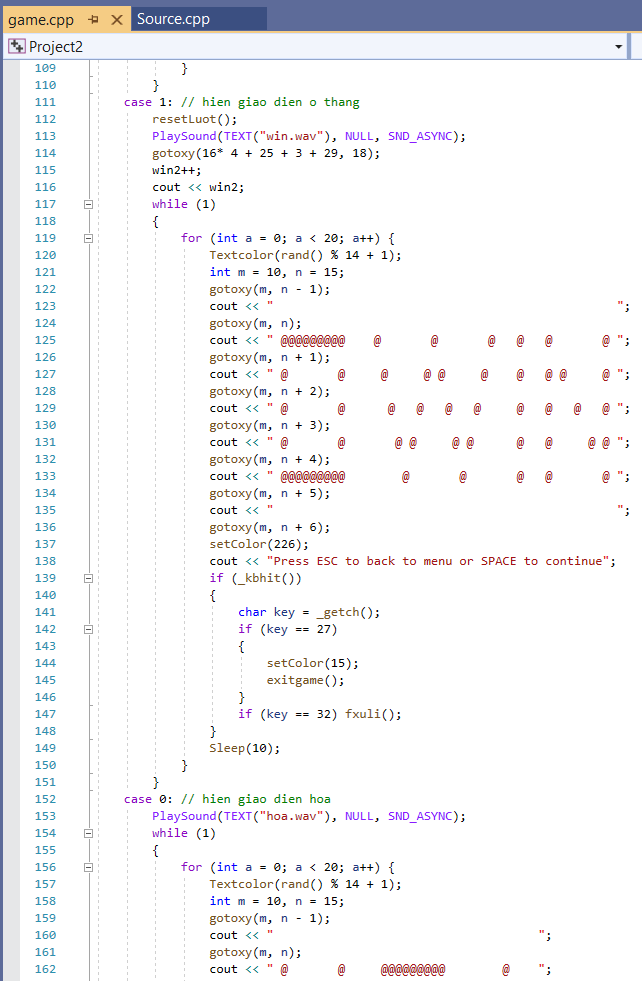 game.cpp Source.cpp
Project2
109 }
110 }
111 case 1: // hien giao dien o thang
112 resetLuot();
113 PlaySound(TEXT("win.wav"), NULL, SND_ASYNC);
114 gotoxy(16* 4 + 25 + 3 + 29, 18);
115 win2++;
116 cout << win2;
117 while (1)
118 {
119 for (int a = 0; a < 20; a++) {
120 Textcolor(rand() % 14 + 1);
121 int m = 10, n = 15;
122 gotoxy(m, n - 1);
123 cout << "                                                ";
124 gotoxy(m, n);
125 cout << " @@@@@@@@@    @       @       @   @   @       @ ";
126 gotoxy(m, n + 1);
127 cout << " @       @     @     @ @     @    @   @ @     @ ";
128 gotoxy(m, n + 2);
129 cout << " @       @      @   @   @   @     @   @   @   @ ";
130 gotoxy(m, n + 3);
131 cout << " @       @       @ @     @ @      @   @     @ @ ";
132 gotoxy(m, n + 4);
133 cout << " @@@@@@@@@        @       @       @   @       @ ";
134 gotoxy(m, n + 5);
135 cout << "                                                ";
136 gotoxy(m, n + 6);
137 setColor(226);
138 cout << "Press ESC to back to menu or SPACE to continue";
139 if (_kbhit())
140 {
141 char key = _getch();
142 if (key == 27)
143 {
144 setColor(15);
145 exitgame();
146 }
147 if (key == 32) fxuli();
148 }
149 Sleep(10);
150 }
151 }
152 case 0: // hien giao dien hoa
153 PlaySound(TEXT("hoa.wav"), NULL, SND_ASYNC);
154 while (1)
155 {
156 for (int a = 0; a < 20; a++) {
157 Textcolor(rand() % 14 + 1);
158 int m = 10, n = 15;
159 gotoxy(m, n - 1);
160 cout << "                                     ";
161 gotoxy(m, n);
162 cout << " @       @     @@@@@@@@@        @    ";